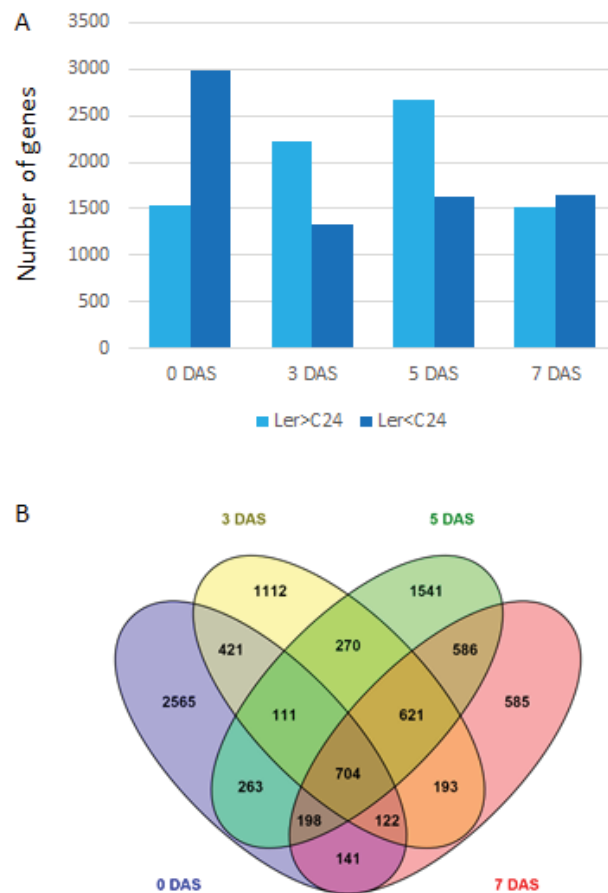 A
Number of genes
3500
3000
2500
2000
1500
1000
500
0
0 DAS 3 DAS 5 DAS 7 DAS
Ler>C24 Ler<C24
B
3 DAS 5 DAS
1112 1541
421 270 586
2565 111 621 585
704
263 193
198 122
141
0 DAS 7 DAS